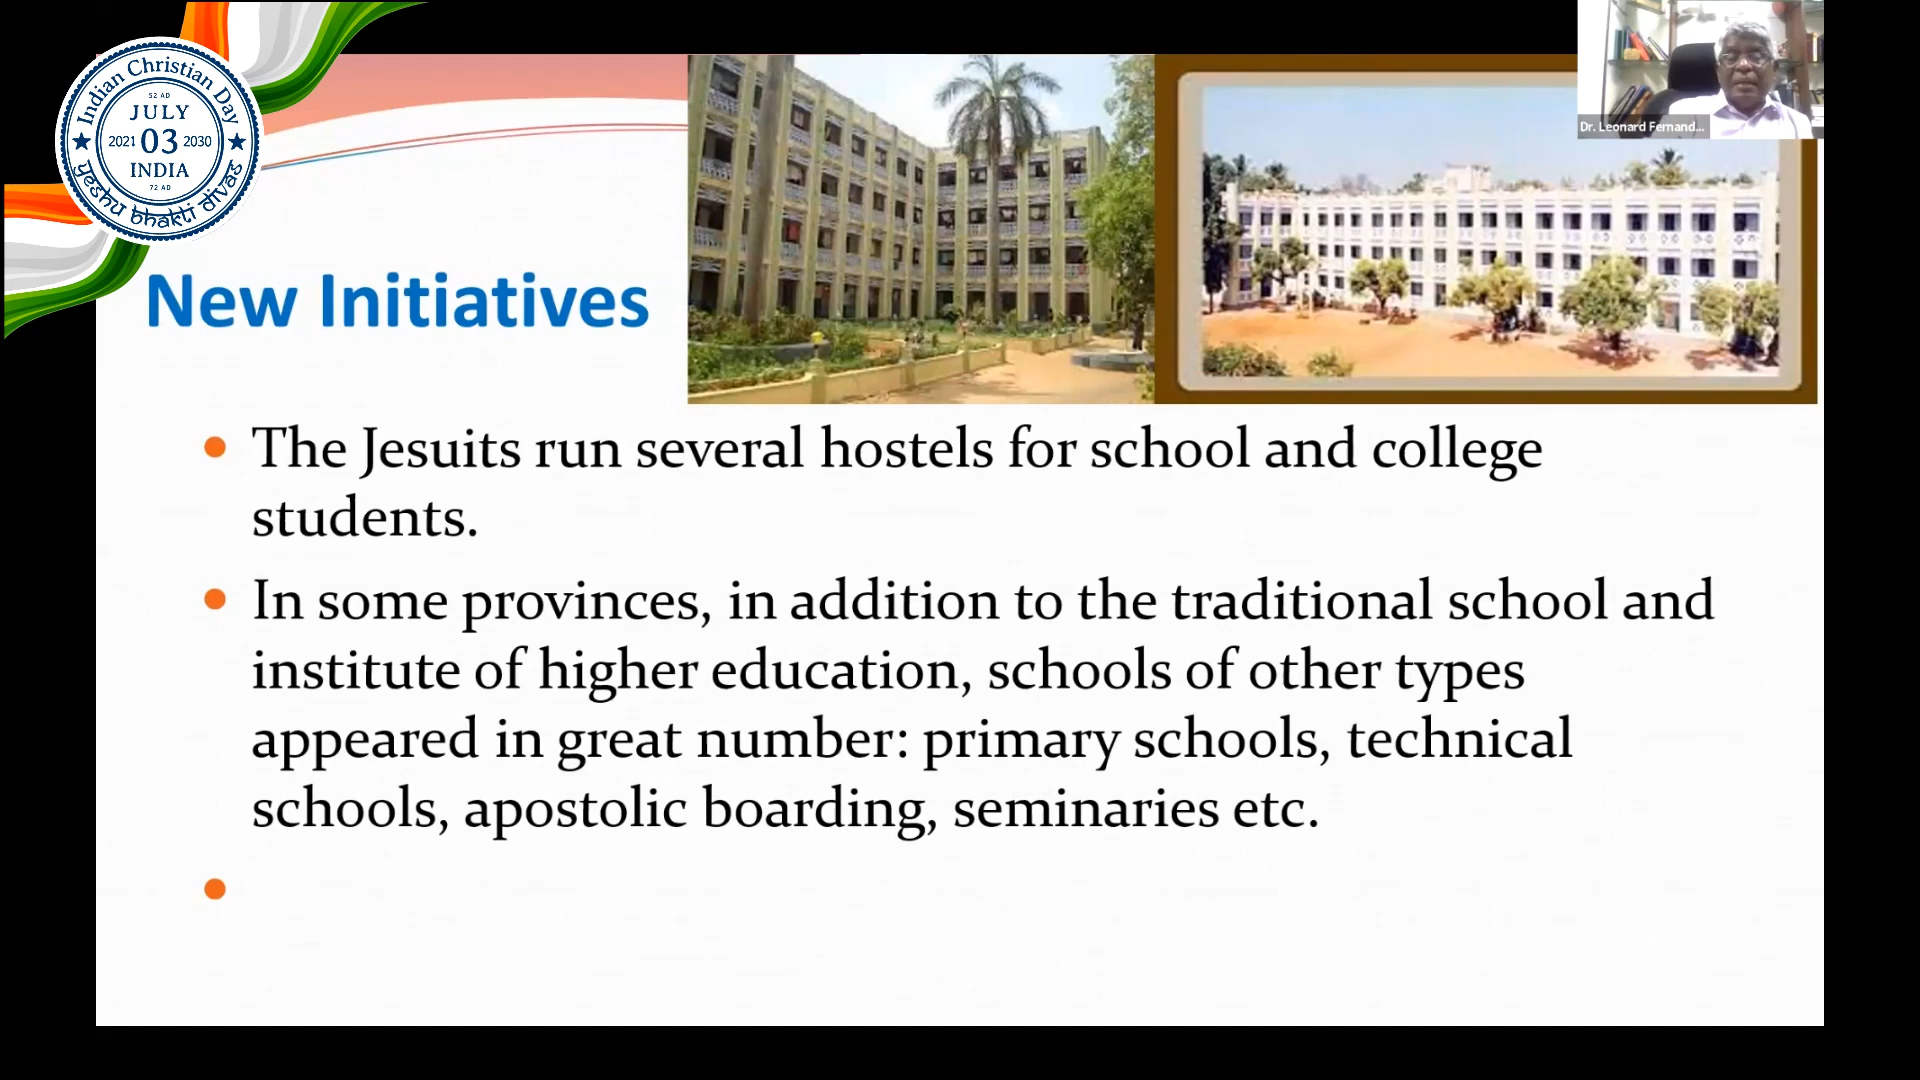 Indian Christian Day
52 AD
JULY
2021 03 2030
INDIA
72 AD
yeshu bhakti divas
Dr. Leonard Fernand...
New Initiatives
The Jesuits run several hostels for school and college
students.
In some provinces, in addition to the traditional school and
institute of higher education, schools of other types
appeared in great number: primary schools, technical
schools, apostolic boarding, seminaries etc.